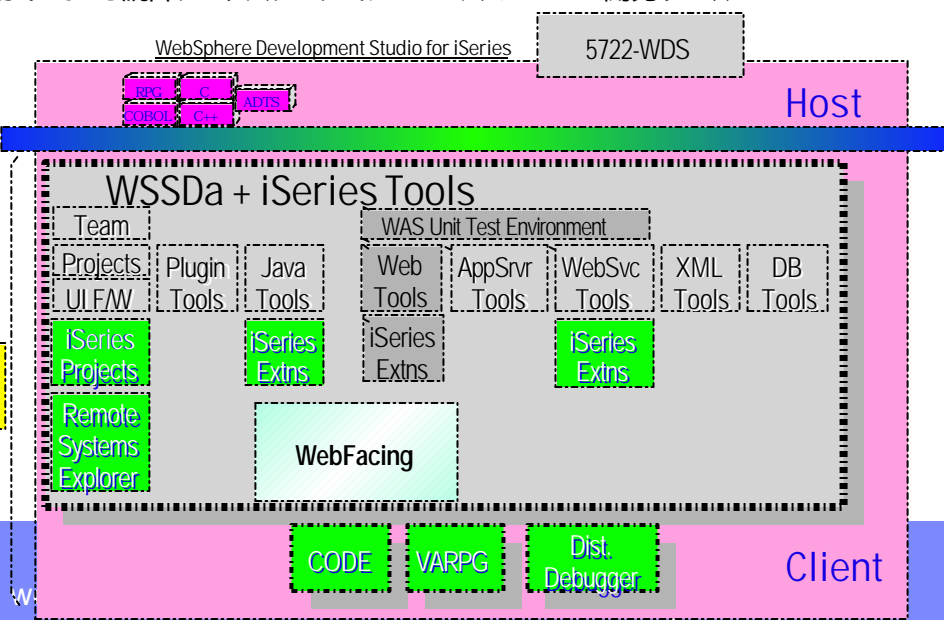 WebSphere Development Studio for iSeries
5722-WDS
RPG
C
ADTS
COBOL
C++
Host
WSSDa + iSeries Tools
Team
WAS Unit Test Environment
Projects
Plugin
Tools
Java
Tools
Web
Tools
AppSrvr
Tools
WebSvc
Tools
XML
Tools
DB
Tools
UI F/W
iSeries
Projects
iSeries
Extns
iSeries
Extns
iSeries
Extns
Remote
Systems
Explorer
WebFacing
CODE
VARPG
Dist.
Debugger
Client